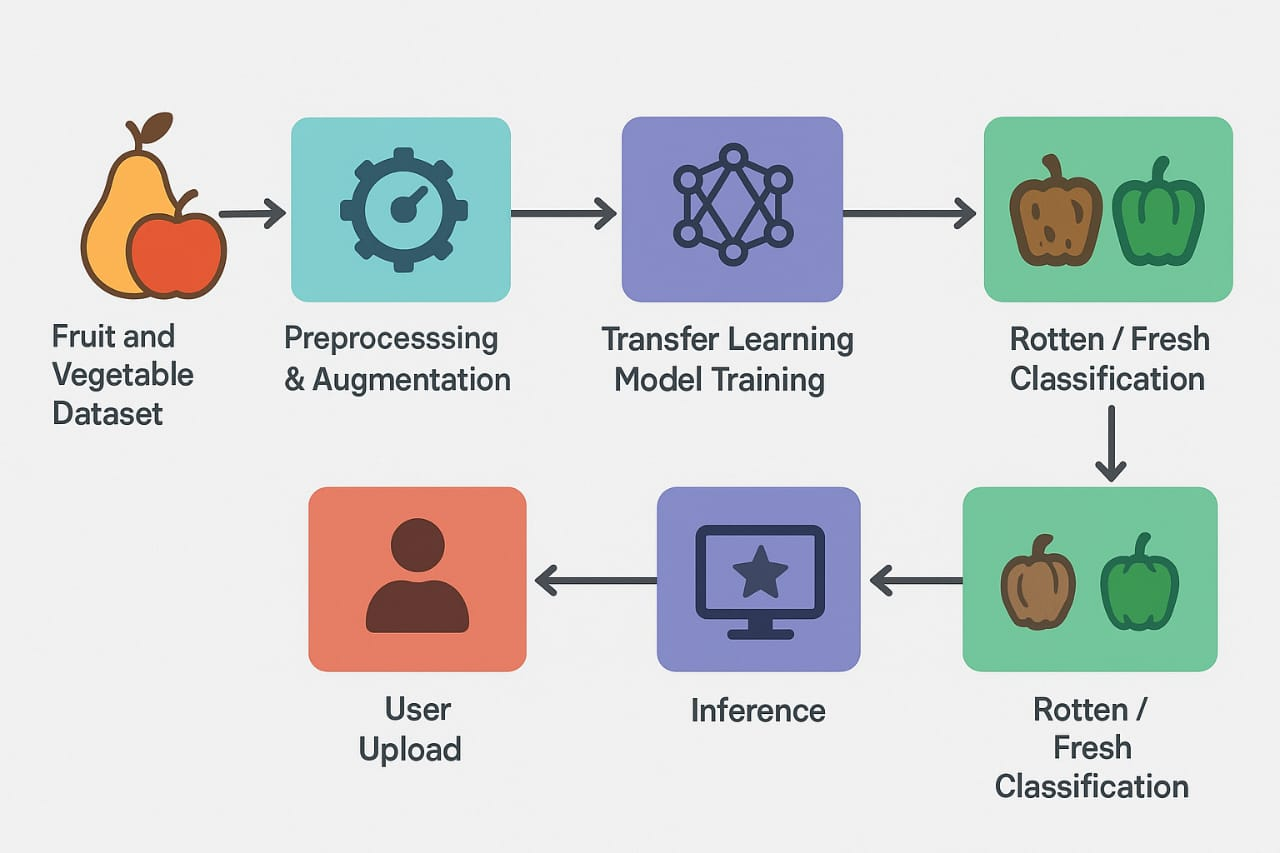 Fruit and
Vegetable
Dataset
Preprocesssing
& Augmentation
Transfer Learning
Model Training
Rotten / Fresh
Classification
User
Upload
Inference
Rotten /
Fresh
Classification